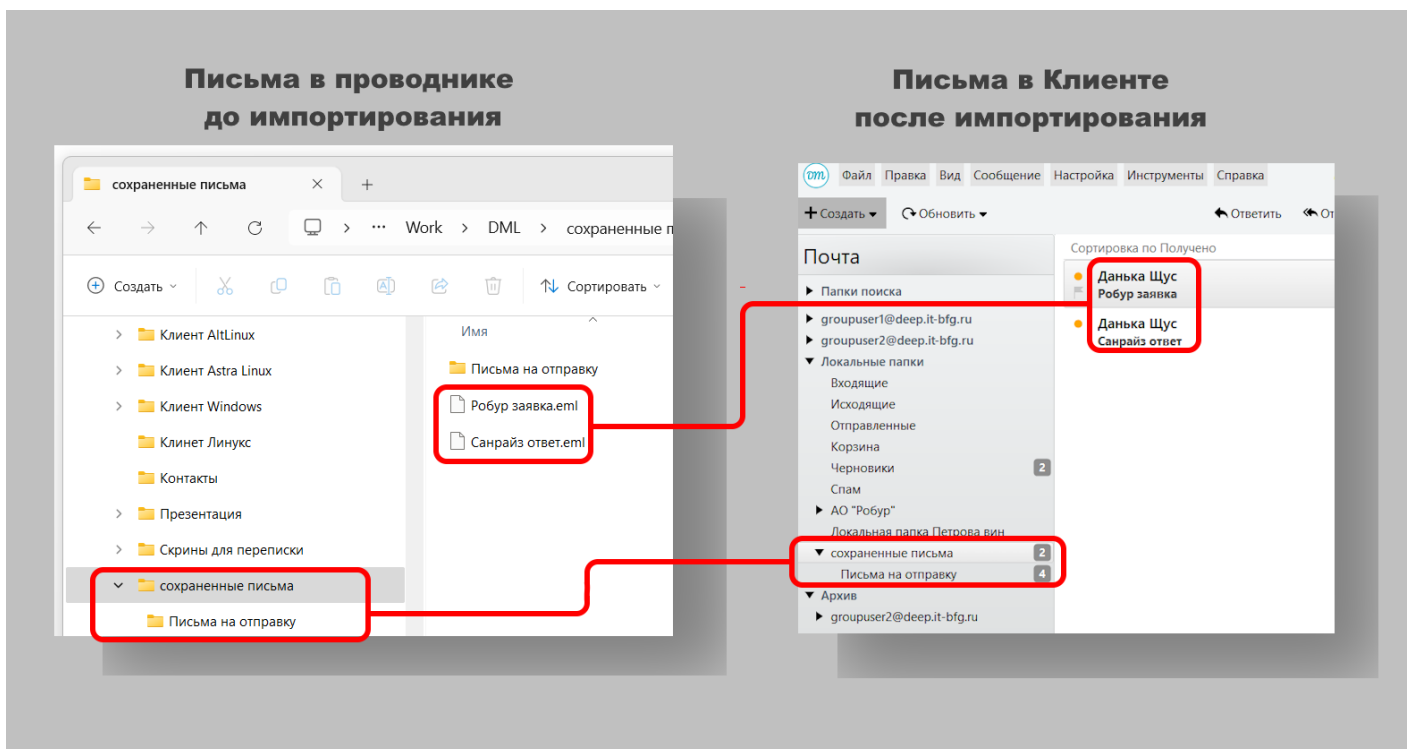 Письма в проводнике
до импортирования
Письма в Клиенте
после импортирования
сохраненные письма
Work > DML > сохраненные п
Создать
Сортировать
Клиент AltLinux
Клиент Astra Linux
Клиент Windows
Клинет Линукс
Контакты
Презентация
Скрины для переписки
сохраненные письма
Письма на отправку
Имя
Письма на отправку
Робур заявка.eml
Санрайз ответ.eml
Файл Правка Вид Сообщение Настройка Инструменты Справка
Создать Обновить Ответить От
Почта
Папки поиска
groupuser1@deep.it-bfg.ru
groupuser2@deep.it-bfg.ru
Локальные папки
Входящие
Исходящие
Отправленные
Корзина
Черновики 2
Спам
АО "Робур"
Локальная папка Петрова вин
сохраненные письма 2
Письма на отправку 4
Архив
groupuser2@deep.it-bfg.ru
Сортировка по Получено
Данька Щус
Робур заявка
Данька Щус
Санрайз ответ